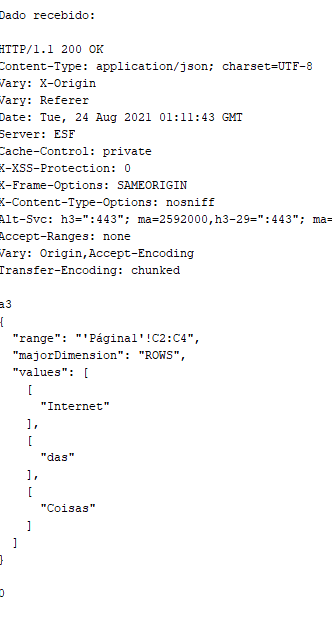 Dado recebido:

HTTP/1.1 200 OK
Content-Type: application/json; charset=UTF-8
Vary: X-Origin
Vary: Referer
Date: Tue, 24 Aug 2021 01:11:43 GMT
Server: ESF
Cache-Control: private
X-XSS-Protection: 0
X-Frame-Options: SAMEORIGIN
X-Content-Type-Options: nosniff
Alt-Svc: h3=":443"; ma=2592000,h3-29=":443"; ma=
Accept-Ranges: none
Vary: Origin,Accept-Encoding
Transfer-Encoding: chunked

a3
{
  "range": "'Página1'!C2:C4",
  "majorDimension": "ROWS",
  "values": [
    [
      "Internet"
    ],
    [
      "das"
    ],
    [
      "Coisas"
    ]
  ]
}

0